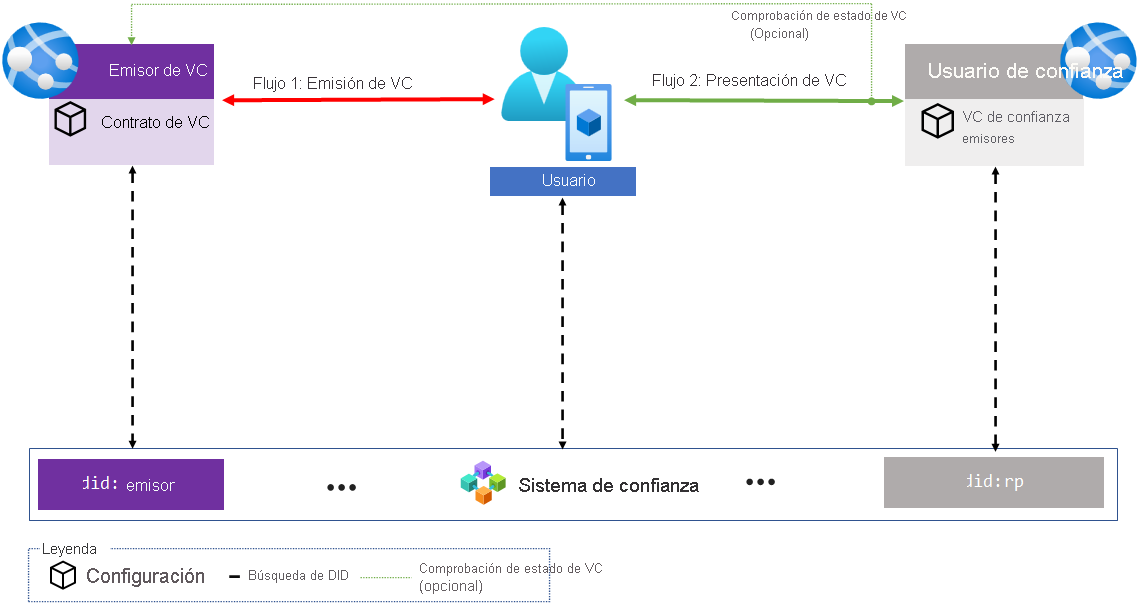 Comprobación de estado de VC
(Opcional)
Emisor de VC
Contrato de VC
Flujo 1: Emisión de VC
Flujo 2: Presentación de VC
Usuario de confianza
VC de confianza
emisores
Usuario
did: emisor
•••
Sistema de confianza
•••
did:rp
Leyenda
Configuración
Búsqueda de DID
Comprobación de estado de VC
(opcional)